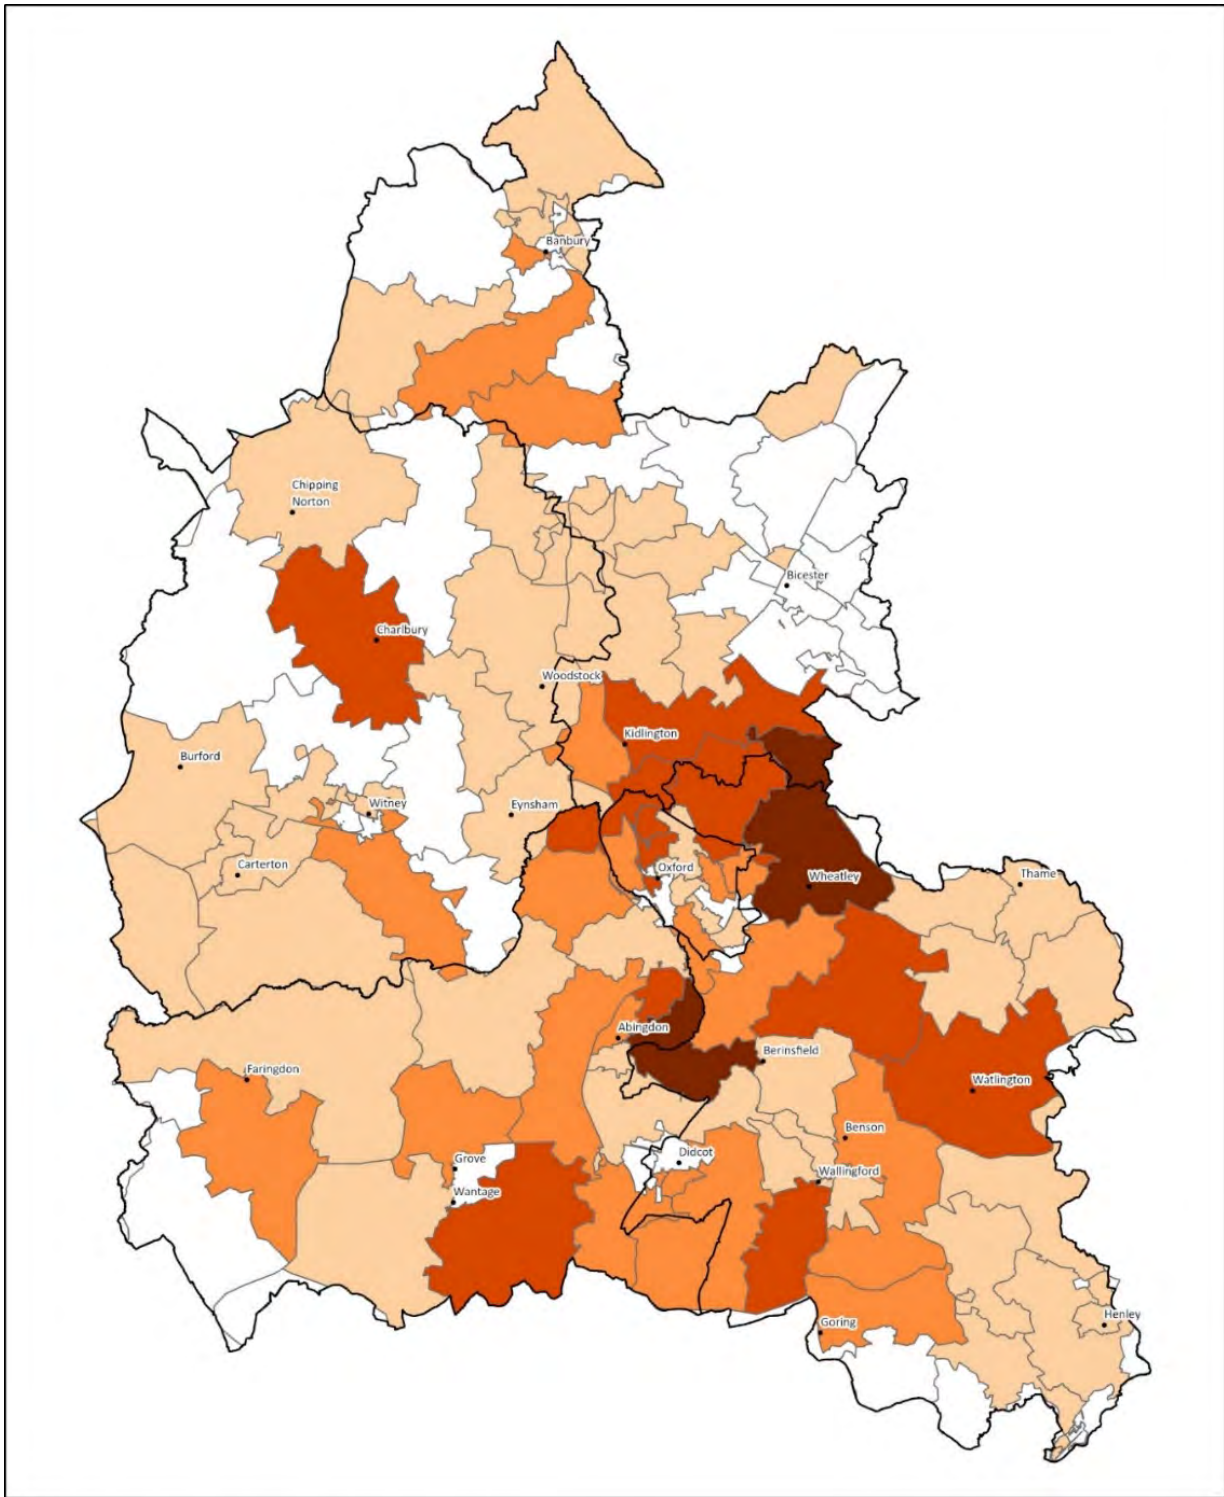 Banbury
Chipping
Norton
Bicester
Charlbury
Woodstock
Kidlington
Burford
Witney
Eynsham
Carterton
Oxford
Wheatley
Thame
Abingdon
Berinsfield
Faringdon
Watlington
Benson
Grove
Didcot
Wallingford
Wantage
Henley
Goring